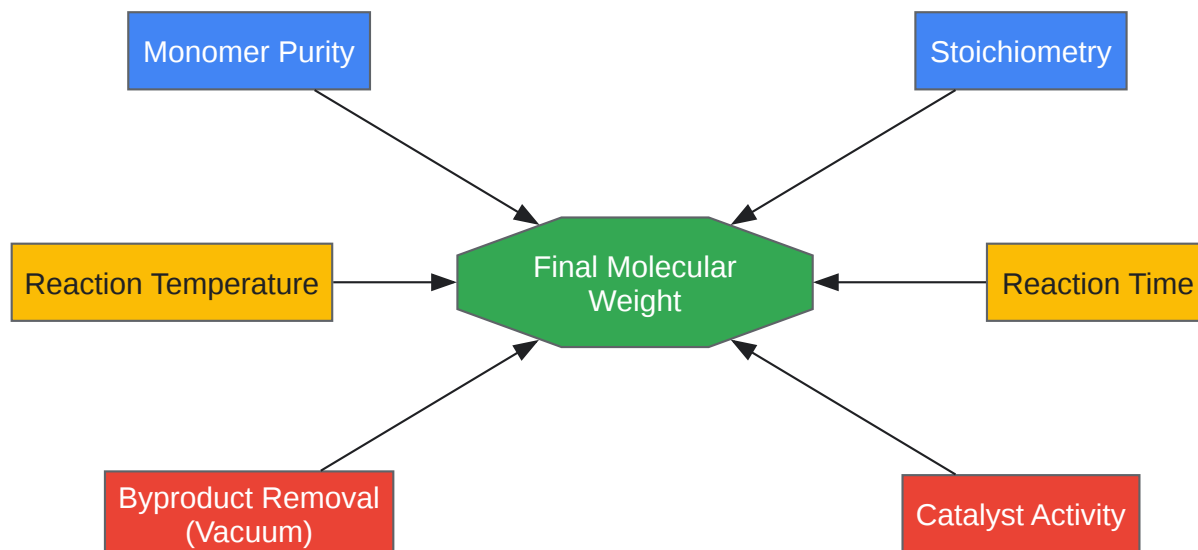 Monomer Purity
Stoichiometry
Final Molecular
Weight
Reaction Temperature
Reaction Time
Byproduct Removal
(Vacuum)
Catalyst Activity